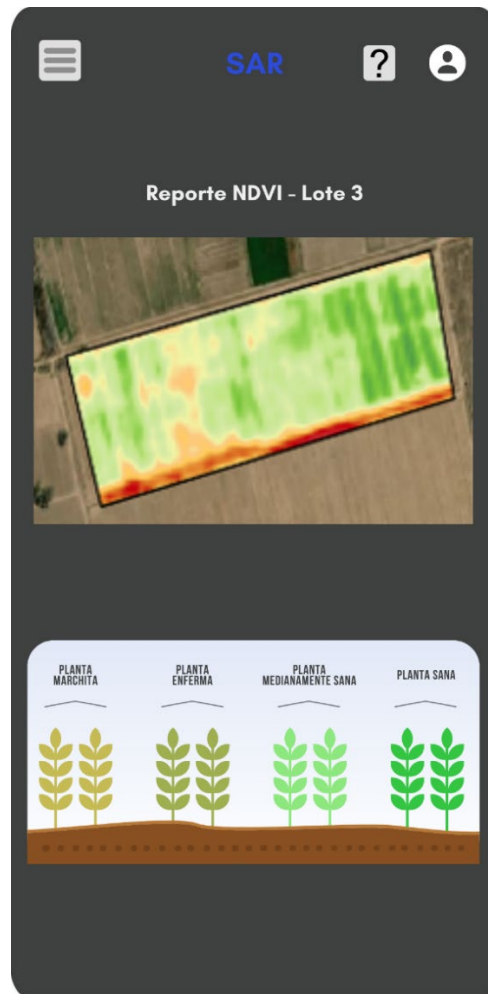 SAR
?
Reporte NDVI - Lote 3
PLANTA
MARCHITA
PLANTA
ENFERMA
PLANTA
MEDIANAMENTE SANA
PLANTA SANA